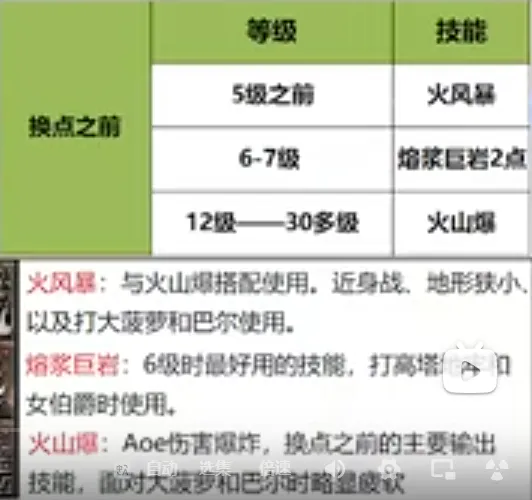 等级 技能
换点之前
5级之前 火风暴
6-7级 熔浆巨岩2点
12级——30多级 火山爆
火风暴：与火山爆搭配使用。近身战、地形狭小、
以及打大菠萝和巴尔使用。
熔浆巨岩：6级时最好用的技能，打高塔地牢和
女伯爵时使用。
火山爆：Aoe伤害爆炸，换点之前的主要输出
技能，面对大菠萝和巴尔时略显疲软
自动 选集 倍速